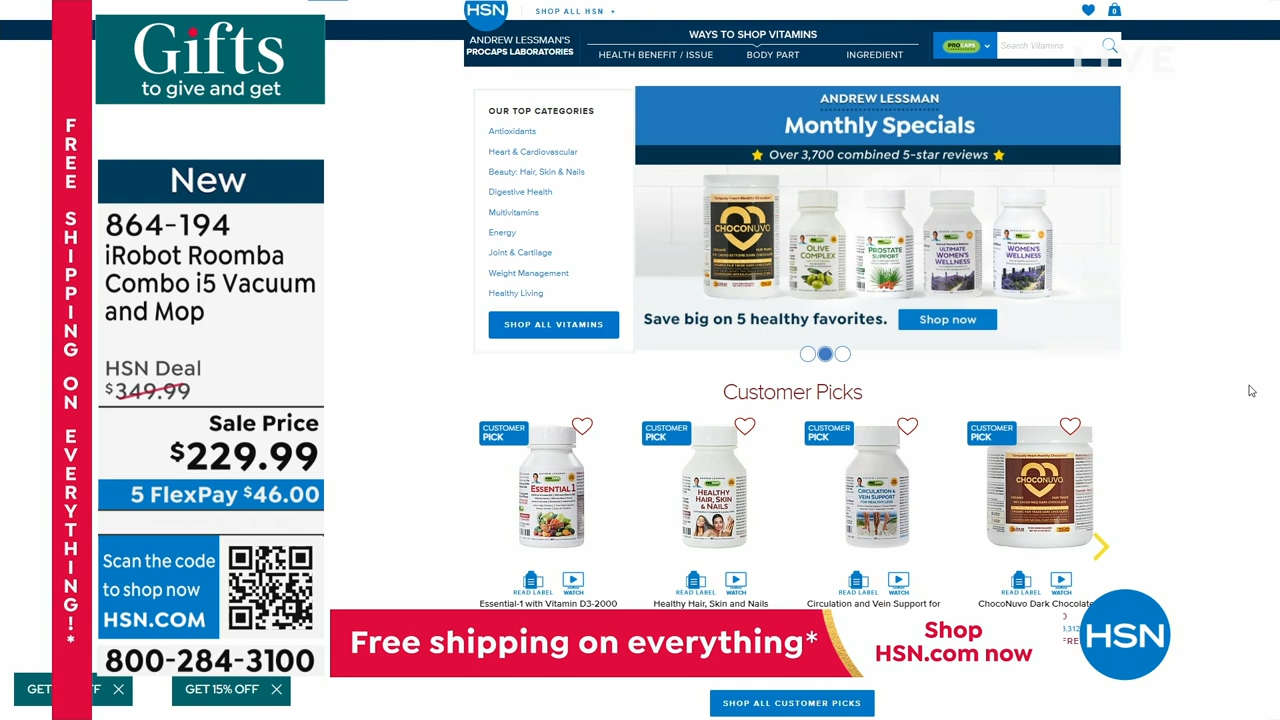 Gifts
to give and get
FREE SHIPPING ON EVERYTHING!*
New
864-194
iRobot Roomba
Combo i5 Vacuum
and Mop
HSN Deal
$349.99
Sale Price
$229.99
5 FlexPay $46.00
Scan the code
to shop now
HSN.COM
800-284-3100
GET 15% OFF
HSN
SHOP ALL HSN +
0
ANDREW LESSMAN'S
PROCAPS LABORATORIES
WAYS TO SHOP VITAMINS
HEALTH BENEFIT / ISSUE
BODY PART
INGREDIENT
PROCAPS
Search Vitamins
LIVE
OUR TOP CATEGORIES
Antioxidants
Heart & Cardiovascular
Beauty: Hair, Skin & Nails
Digestive Health
Multivitamins
Energy
Joint & Cartilage
Weight Management
Healthy Living
SHOP ALL VITAMINS
ANDREW LESSMAN
Monthly Specials
Over 3,700 combined 5-star reviews
CHOCONUVO
OLIVE
COMPLEX
PROSTATE
SUPPORT
ULTIMATE
WOMEN'S
WELLNESS
WOMEN'S
WELLNESS
Save big on 5 healthy favorites.
Shop now
Customer Picks
CUSTOMER
PICK
ESSENTIAL·1
CUSTOMER
PICK
HEALTHY
HAIR, SKIN
& NAILS
CUSTOMER
PICK
CIRCULATION &
VEIN SUPPORT
FOR HEALTHY LEGS
CUSTOMER
PICK
CHOCONUVO
READ LABEL
WATCH
READ LABEL
WATCH
READ LABEL
WATCH
READ LABEL
WATCH
Essential-1 with Vitamin D3-2000
Healthy Hair, Skin and Nails
Circulation and Vein Support for
ChocoNuvo Dark Chocolate
Free shipping on everything*
Shop
HSN.com now
HSN
SHOP ALL CUSTOMER PICKS